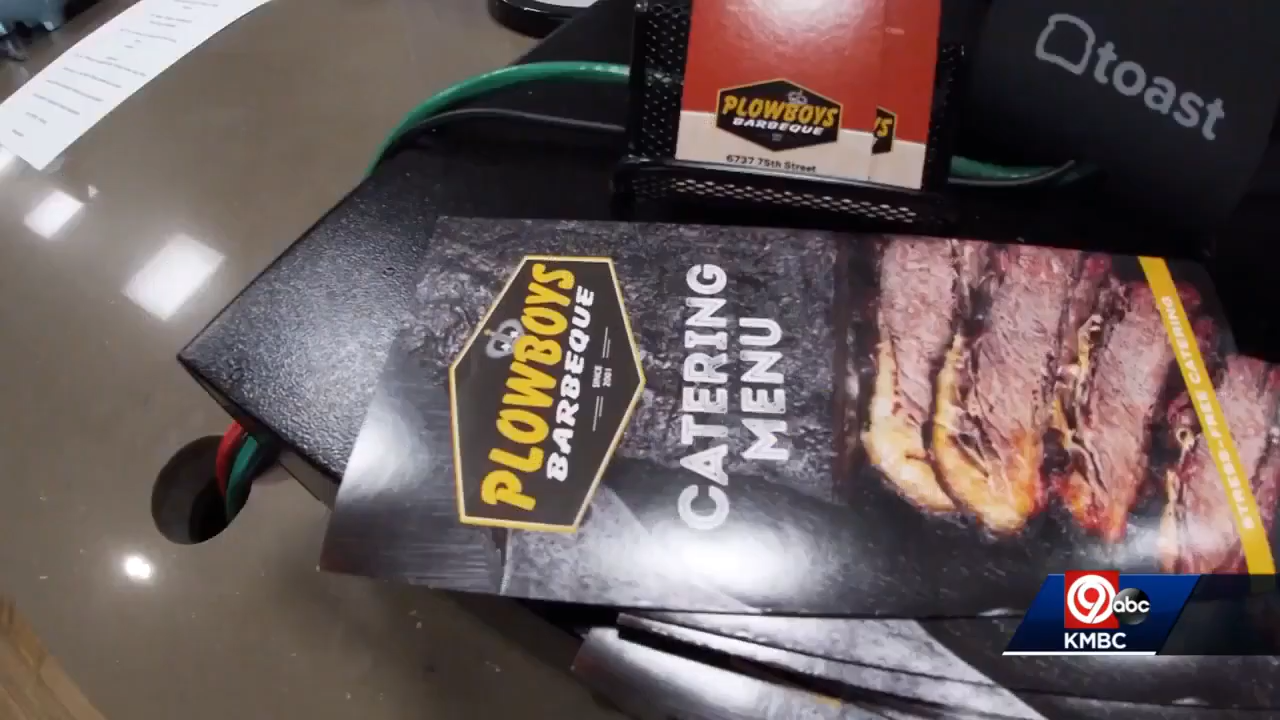 toast
PLOWBOYS
BARBEQUE
6737 75th Street
PLOWBOYS
BARBEQUE
SINCE
2001
CATERING
MENU
STRESS-FREE CATERING
9 abc
KMBC